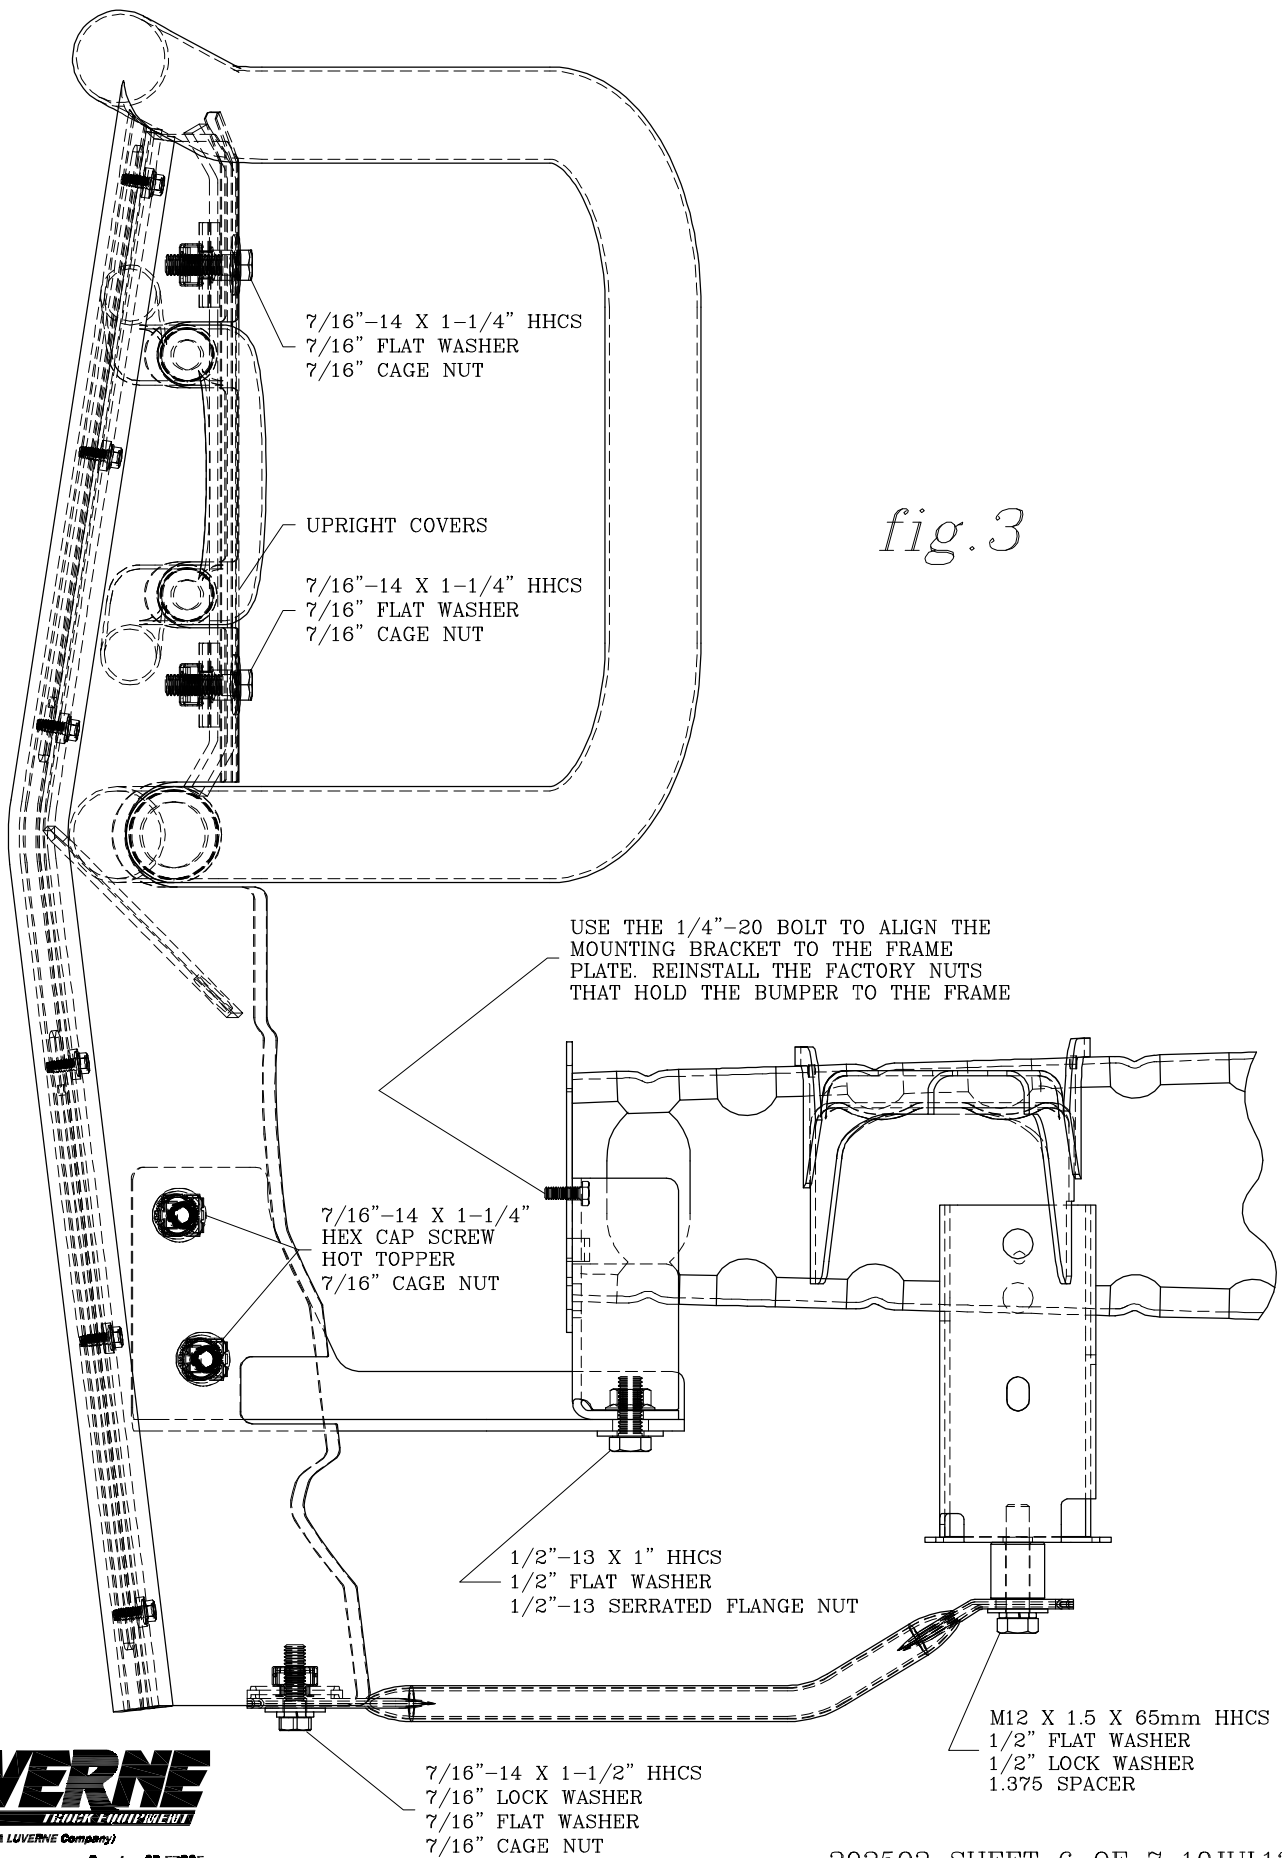 7/16"-14 X 1-1/4" HHCS
7/16" FLAT WASHER
7/16" CAGE NUT
fig.3
UPRIGHT COVERS
7/16"-14 X 1-1/4" HHCS
7/16" FLAT WASHER
7/16" CAGE NUT
USE THE 1/4"-20 BOLT TO ALIGN THE
MOUNTING BRACKET TO THE FRAME
PLATE. REINSTALL THE FACTORY NUTS
THAT HOLD THE BUMPER TO THE FRAME
7/16"-14 X 1-1/4"
HEX CAP SCREW
HOT TOPPER
7/16" CAGE NUT
1/2"-13 X 1" HHCS
1/2" FLAT WASHER
1/2"-13 SERRATED FLANGE NUT
M12 X 1.5 X 65mm HHCS
1/2" FLAT WASHER
1/2" LOCK WASHER
1.375 SPACER
7/16"-14 X 1-1/2" HHCS
7/16" LOCK WASHER
7/16" FLAT WASHER
7/16" CAGE NUT
VERNE
TRUCK EQUIPMENT
LUVERNE Company)
SHEET 6 OF 7